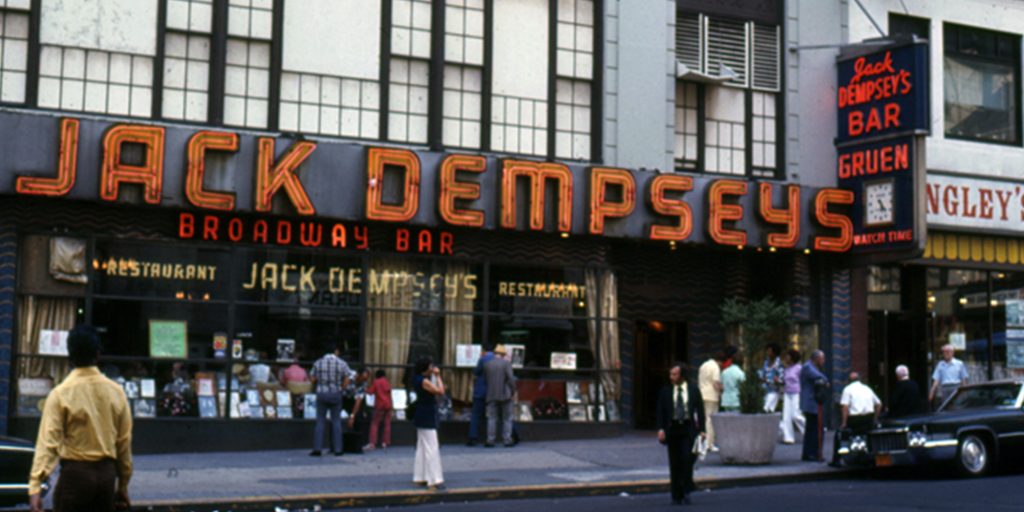 JACK DEMPSEYS
BROADWAY BAR
RESTAURANT
JACK DEMPSEY'S
RESTAURANT
Jack
DEMPSEY'S
BAR
GRUEN
WATCH TIME
NGLEY'S